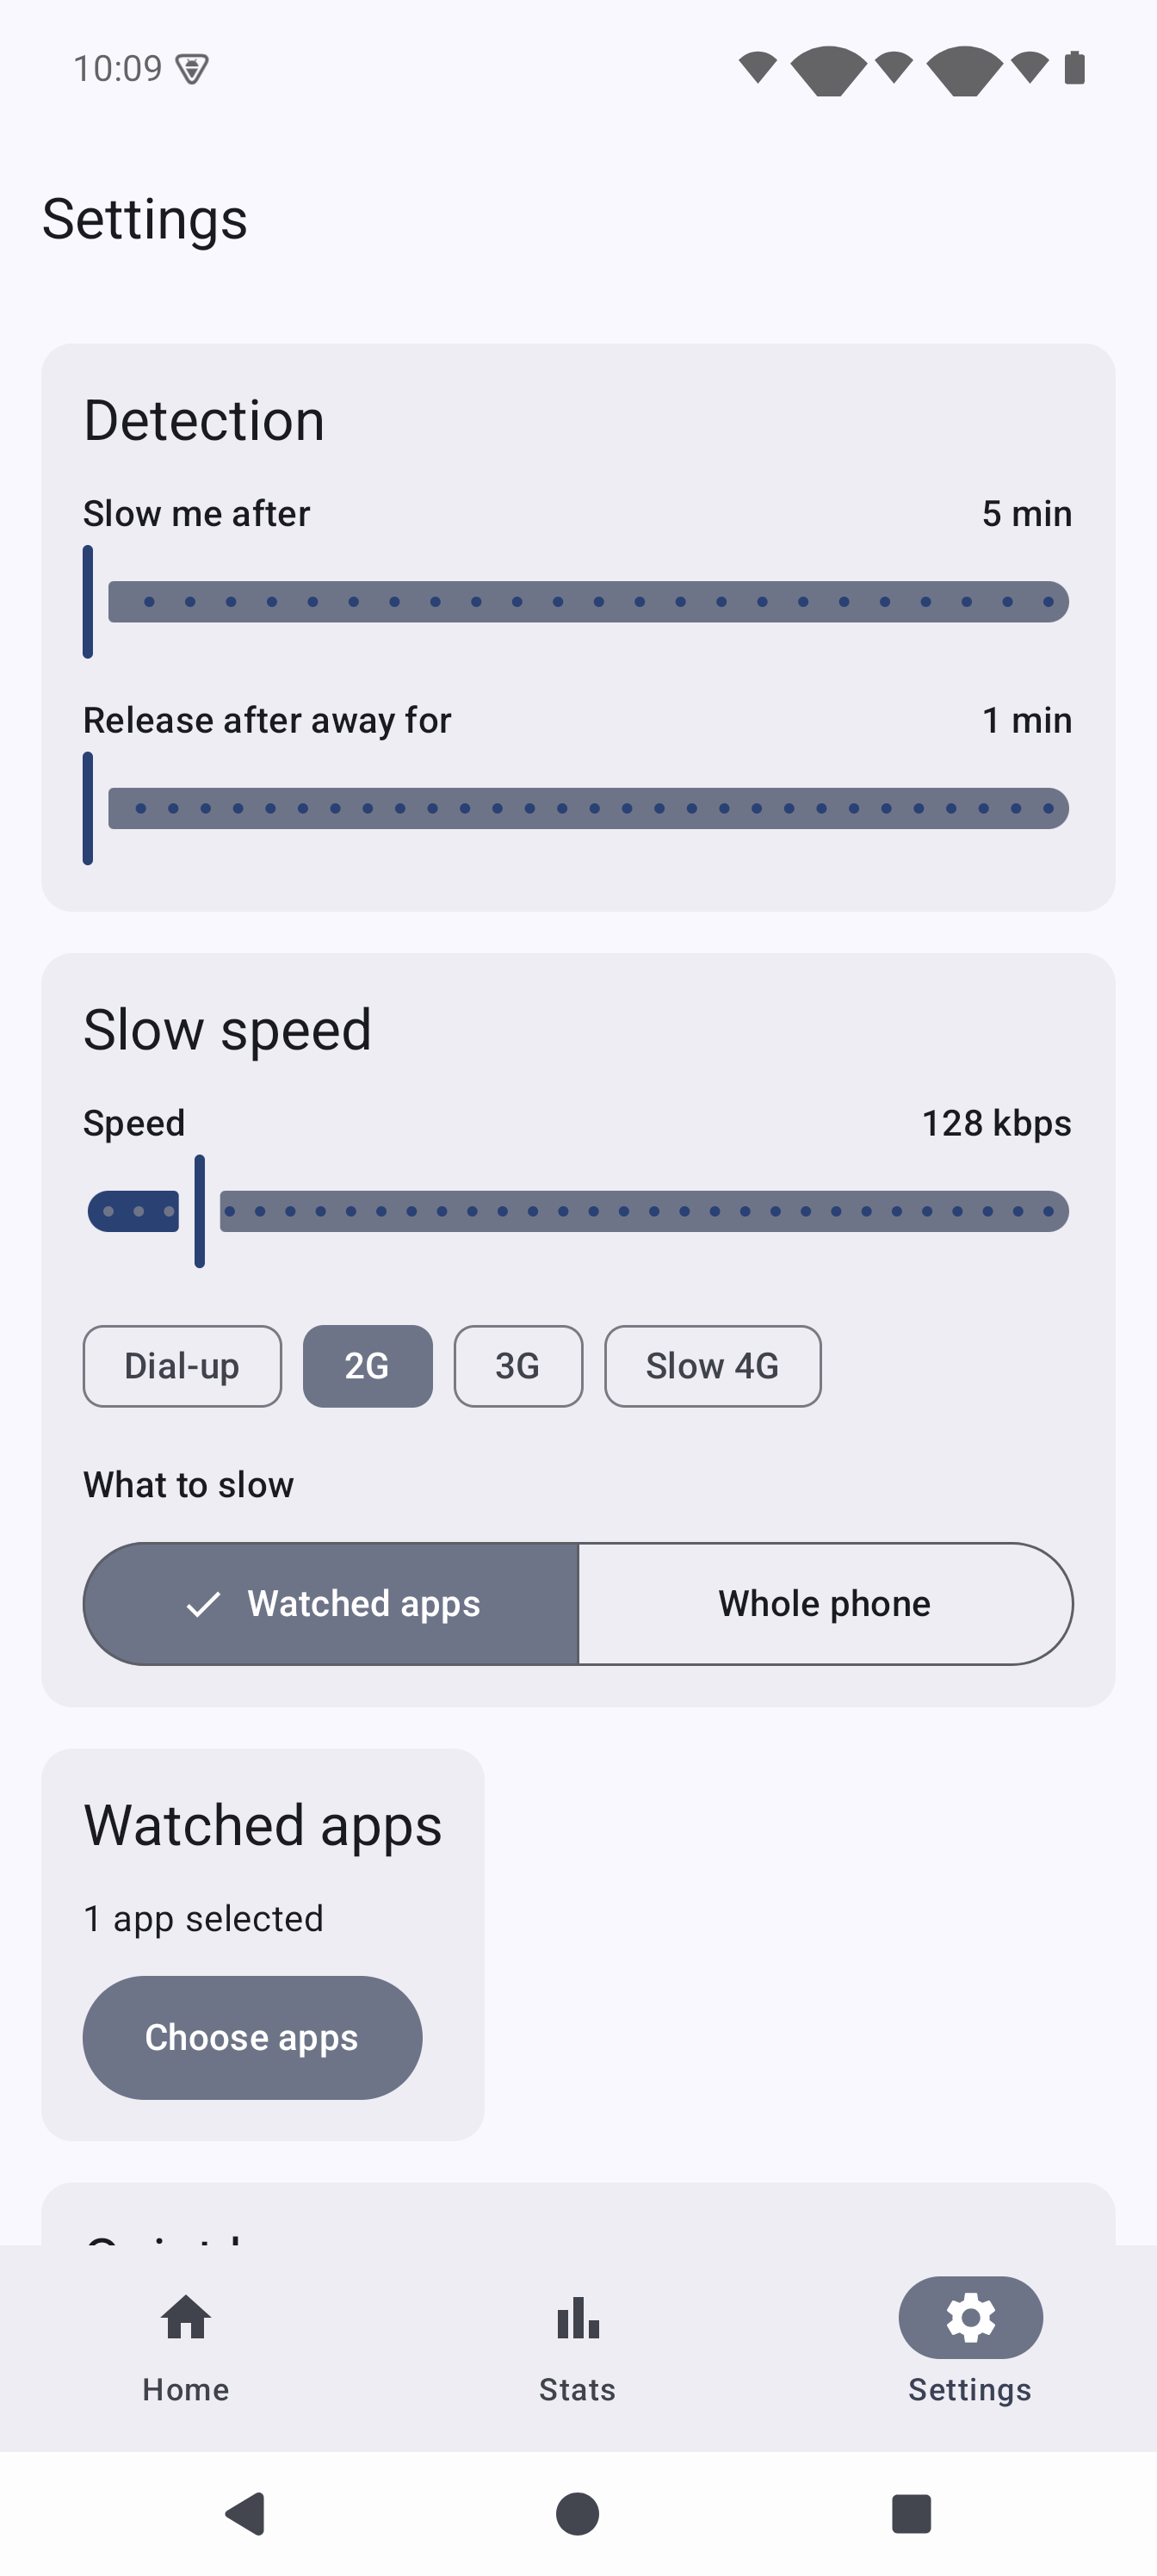 10:09
Settings
Detection
Slow me after 5 min
Release after away for 1 min
Slow speed
Speed 128 kbps
Dial-up 2G 3G Slow 4G
What to slow
Watched apps Whole phone
Watched apps
1 app selected
Choose apps
Home Stats Settings